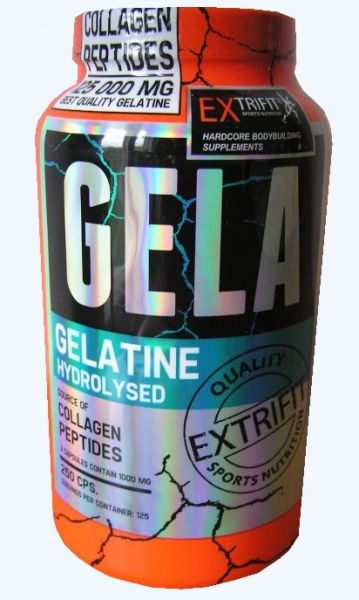 COLLAGEN
PEPTIDES
125 000 MG
BEST QUALITY GELATINE
EXTRIFIT
SPORTS NUTRITION
HARDCORE BODYBUILDING
SUPPLEMENTS
GELA
GELATINE
HYDROLYSED
SOURCE OF
COLLAGEN
PEPTIDES
2 CAPSULES CONTAIN 1000 MG
250 CPS.
SERVINGS PER CONTAINER: 125
QUALITY
EXTRIFIT
SPORTS NUTRITION